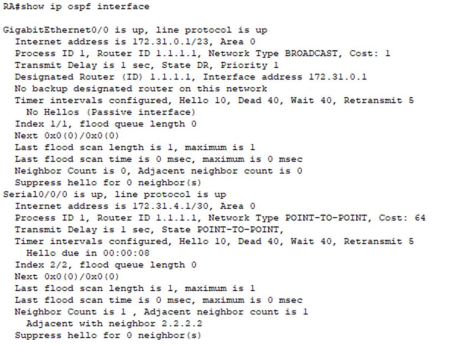 RA#show ip ospf interface
GigabitEthernet0/0 is up, line protocol is up
Internet address is 172.31.0.1/23, Area 0
Process ID 1, Router ID 1.1.1.1, Network Type BROADCAST, Cost: 1
Transmit Delay is 1 sec, State DR, Priority 1
Designated Router (ID) 1.1.1.1, Interface address 172.31.0.1
No backup designated router on this network
Timer intervals configured, Hello 10, Dead 40, Wait 40, Retransmit 5
No Hellos (Passive interface)
Index 1/1, flood queue length 0
Next 0x0(0)/0x0(0)
Last flood scan length is 1, maximum is 1
Last flood scan time is 0 msec, maximum is 0 msec
Neighbor Count is 0, Adjacent neighbor count is 0
Suppress hello for 0 neighbor(s)
Serial0/0/0 is up, line protocol is up
Internet address is 172.31.4.1/30, Area 0
Process ID 1, Router ID 1.1.1.1, Network Type POINT-TO-POINT, Cost: 64
Transmit Delay is 1 sec, State POINT-TO-POINT,
Timer intervals configured, Hello 10, Dead 40, Wait 40, Retransmit 5
Hello due in 00:00:08
Index 2/2, flood queue length 0
Next 0x0(0)/0x0(0)
Last flood scan length is 1, maximum is 1
Last flood scan time is 0 msec, maximum is 0 msec
Neighbor Count is 1 , Adjacent neighbor count is 1
Adjacent with neighbor 2.2.2.2
Suppress hello for 0 neighbor(s)